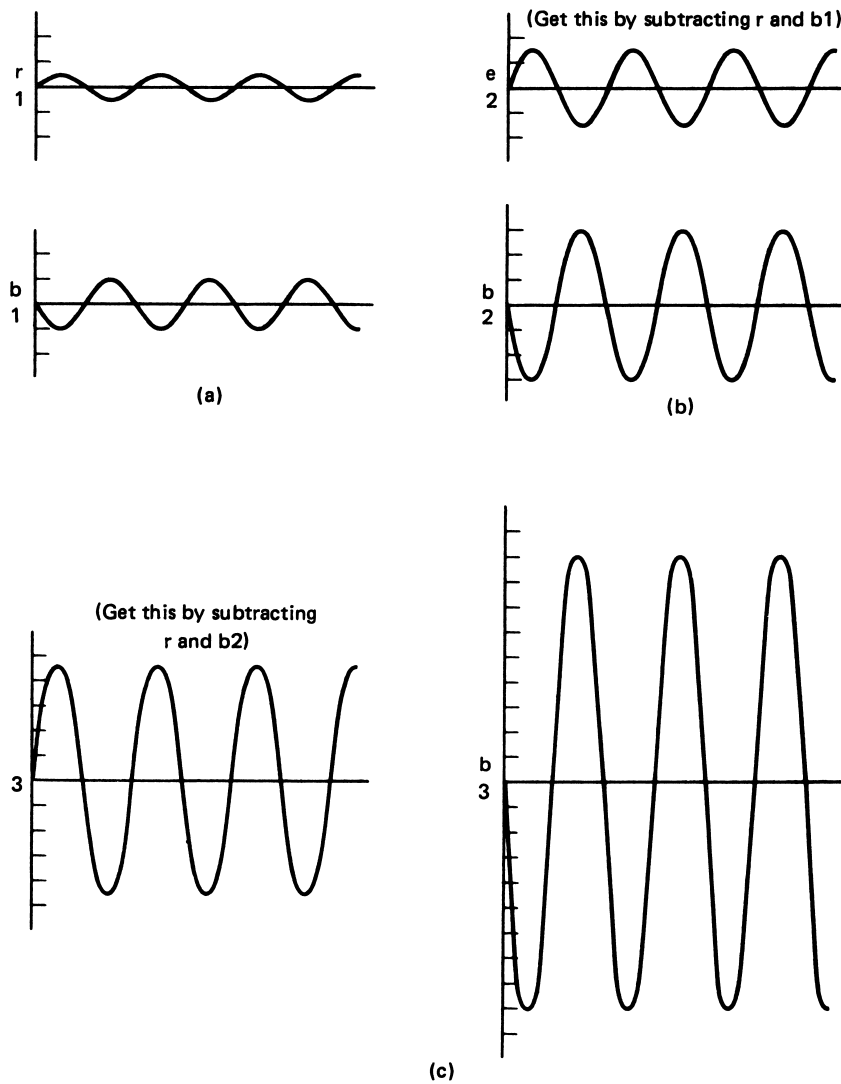 r
1
b
1
(a)
(Get this by subtracting r and b1)
e
2
b
2
(b)
(Get this by subtracting
r and b2)
3
b
3
(c)